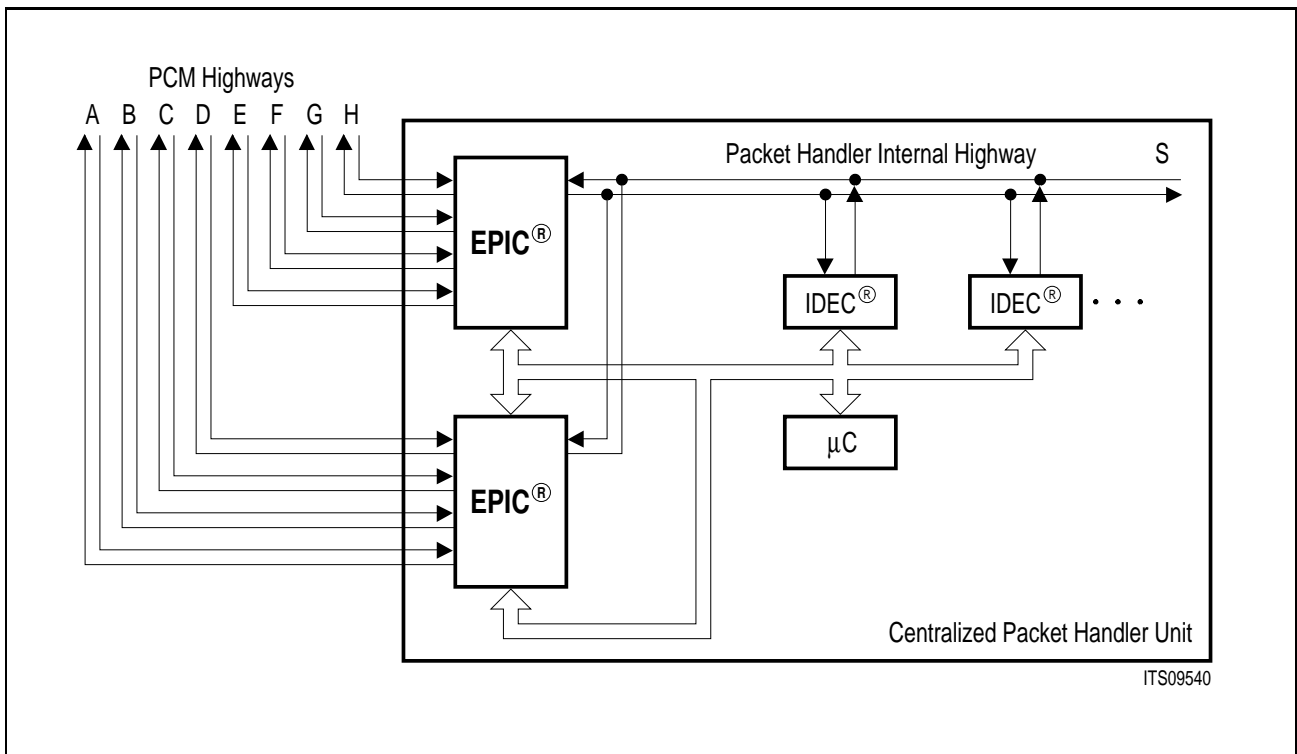 PCM Highways
A B C D E F G H
Packet Handler Internal Highway S
EPIC®
IDEC® IDEC® . . .
EPIC®
µC
Centralized Packet Handler Unit
ITS09540